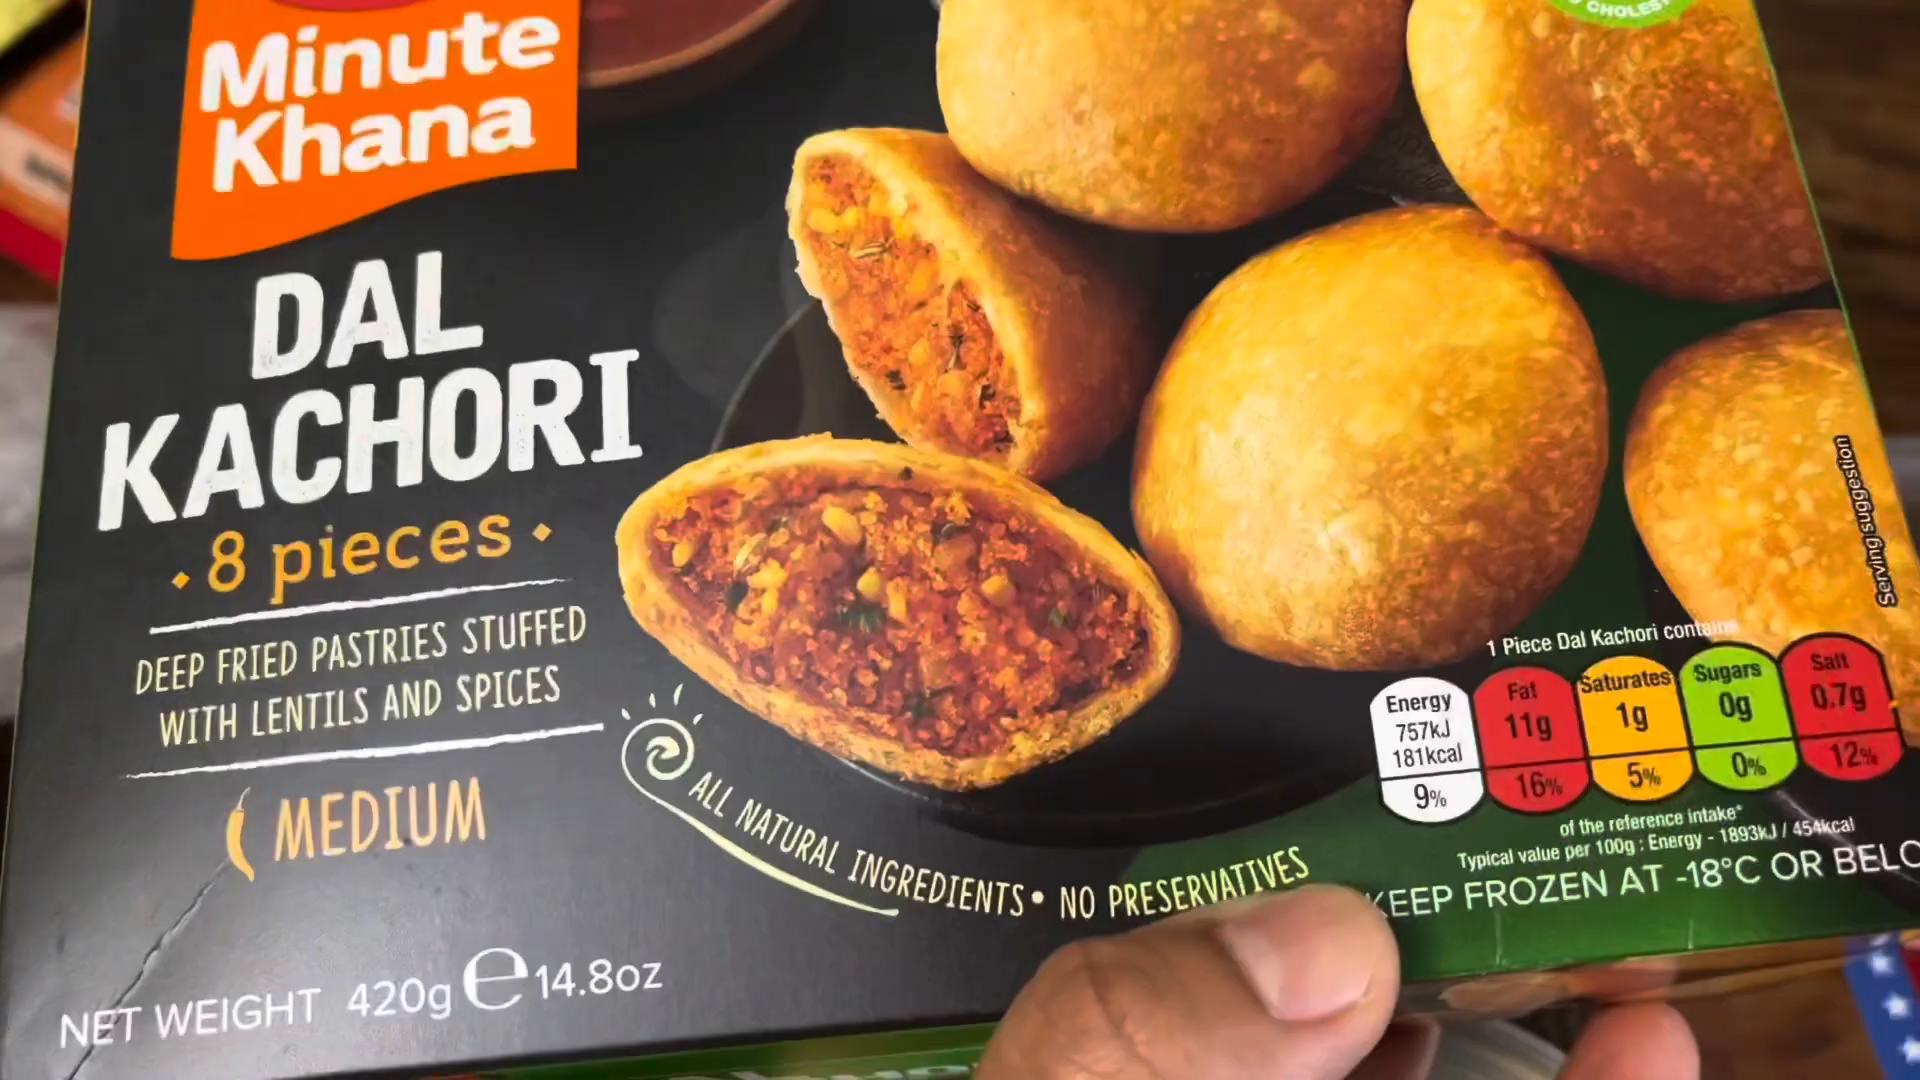 Minute
Khana
DAL
KACHORI
• 8 pieces •
DEEP FRIED PASTRIES STUFFED
WITH LENTILS AND SPICES
MEDIUM
ALL NATURAL INGREDIENTS • NO PRESERVATIVES
NET WEIGHT 420g e 14.8oz
Serving suggestion
1 Piece Dal Kachori contains
Energy 757kJ 181kcal 9%
Fat 11g 16%
Saturates 1g 5%
Sugars 0g 0%
Salt 0.7g 12%
of the reference intake*
Typical value per 100g : Energy - 1893kJ / 454kcal
KEEP FROZEN AT -18°C OR BELO